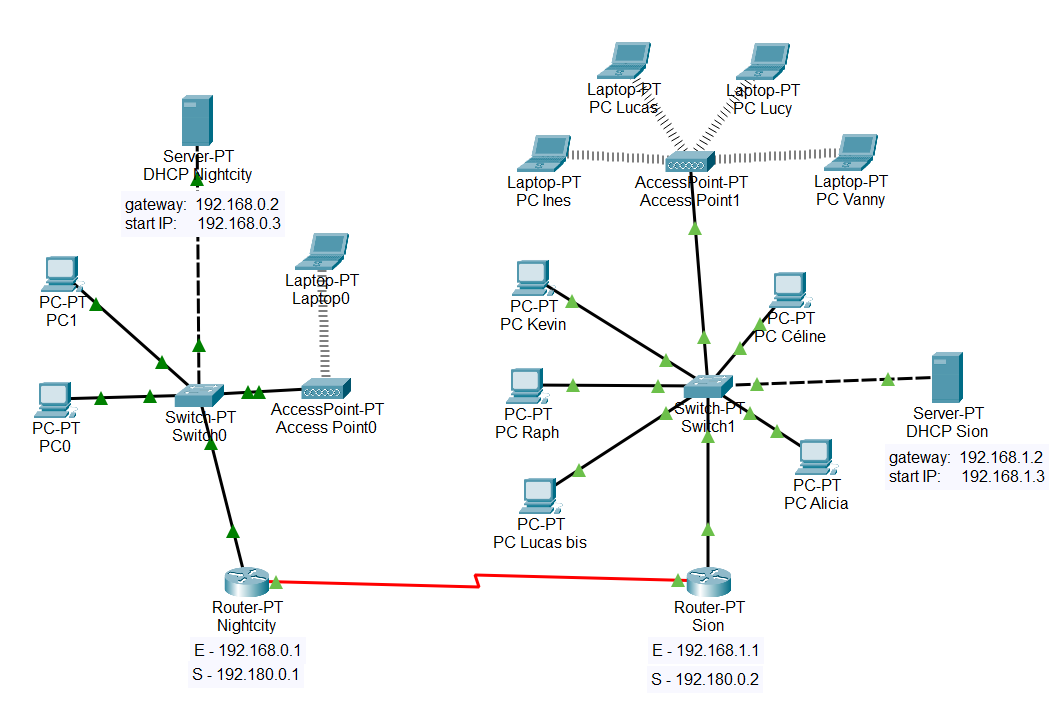 Laptop-PT
PC Lucas
Laptop-PT
PC Lucy
Server-PT
DHCP Nightcity
gateway: 192.168.0.2
start IP: 192.168.0.3
Laptop-PT
PC Ines
AccessPoint-PT
Access Point1
Laptop-PT
PC Vanny
Laptop-PT
Laptop0
PC-PT
PC1
PC-PT
PC Kevin
PC-PT
PC Céline
PC-PT
PC0
Switch-PT
Switch0
AccessPoint-PT
Access Point0
PC-PT
PC Raph
Switch-PT
Switch1
Server-PT
DHCP Sion
gateway: 192.168.1.2
start IP: 192.168.1.3
PC-PT
PC Alicia
PC-PT
PC Lucas bis
Router-PT
Nightcity
E - 192.168.0.1
S - 192.180.0.1
Router-PT
Sion
E - 192.168.1.1
S - 192.180.0.2